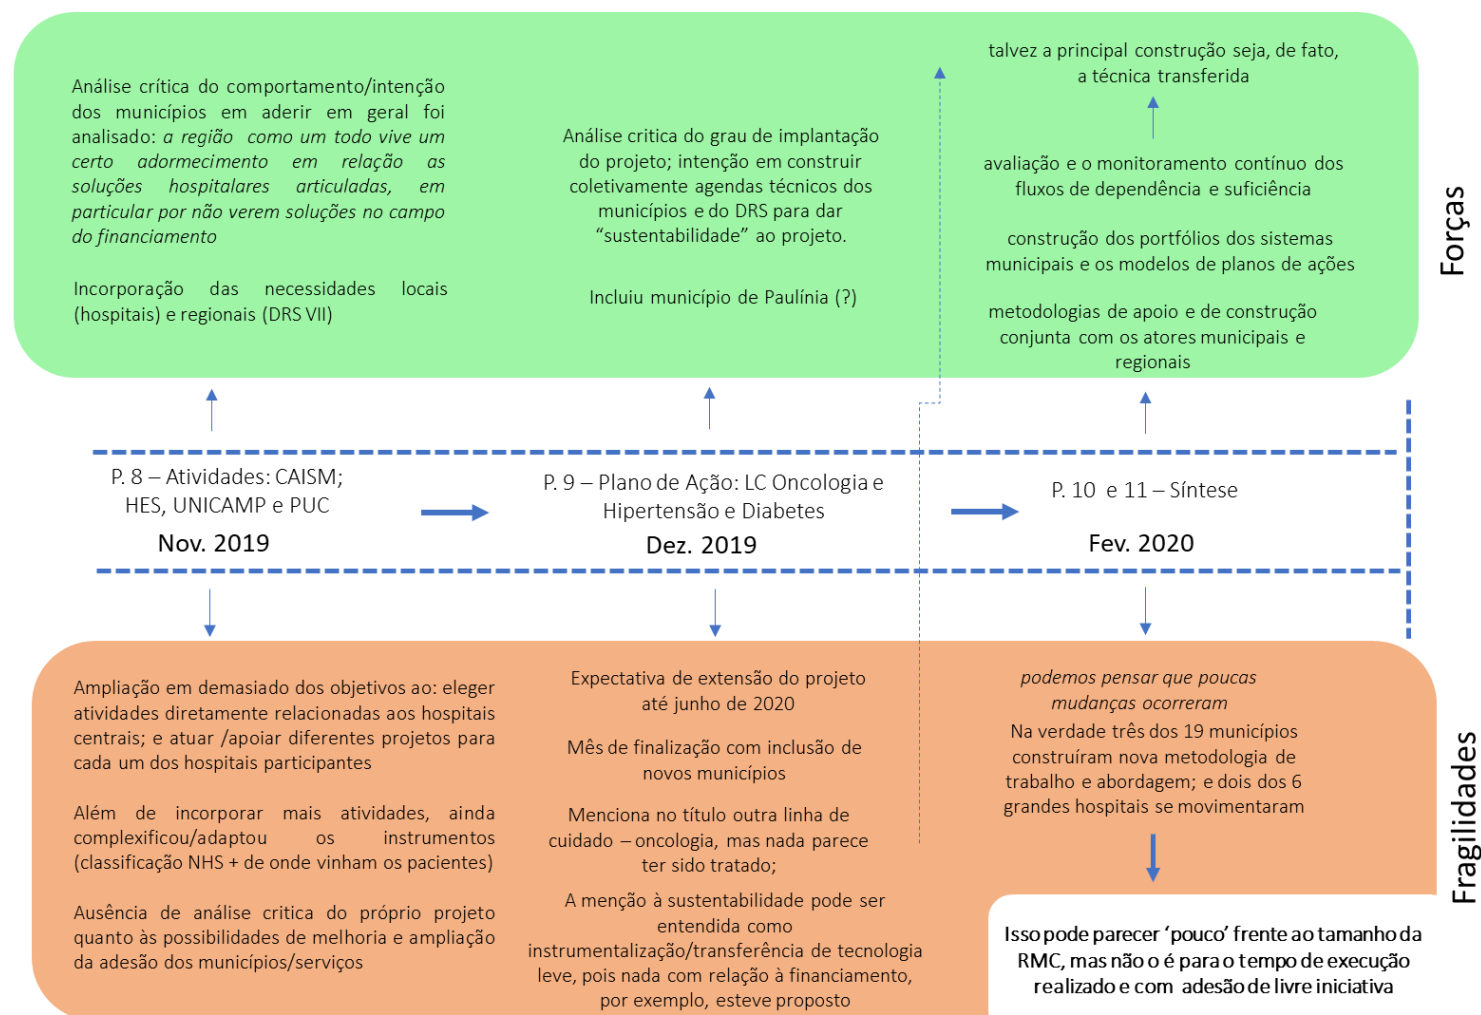 Análise crítica do comportamento/intenção
dos municípios em aderir em geral foi
analisado: a região como um todo vive um
certo adormecimento em relação as
soluções hospitalares articuladas, em
particular por não verem soluções no campo
do financiamento
Incorporação das necessidades locais
(hospitais) e regionais (DRS VII)
Análise critica do grau de implantação
do projeto; intenção em construir
coletivamente agendas técnicos dos
municípios e do DRS para dar
“sustentabilidade” ao projeto.
Incluiu município de Paulínia (?)
talvez a principal construção seja, de fato,
a técnica transferida
avaliação e o monitoramento contínuo dos
fluxos de dependência e suficiência
construção dos portfólios dos sistemas
municipais e os modelos de planos de ações
metodologias de apoio e de construção
conjunta com os atores municipais e
regionais
Forças
P. 8 – Atividades: CAISM;
HES, UNICAMP e PUC
Nov. 2019
P. 9 – Plano de Ação: LC Oncologia e
Hipertensão e Diabetes
Dez. 2019
P. 10 e 11 – Síntese
Fev. 2020
Ampliação em demasiado dos objetivos ao: eleger
atividades diretamente relacionadas aos hospitais
centrais; e atuar /apoiar diferentes projetos para
cada um dos hospitais participantes
Além de incorporar mais atividades, ainda
complexificou/adaptou os instrumentos
(classificação NHS + de onde vinham os pacientes)
Ausência de análise critica do próprio projeto
quanto às possibilidades de melhoria e ampliação
da adesão dos municípios/serviços
Expectativa de extensão do projeto
até junho de 2020
Mês de finalização com inclusão de
novos municípios
Menciona no título outra linha de
cuidado – oncologia, mas nada parece
ter sido tratado;
A menção à sustentabilidade pode ser
entendida como
instrumentalização/transferência de tecnologia
leve, pois nada com relação à financiamento,
por exemplo, esteve proposto
podemos pensar que poucas
mudanças ocorreram
Na verdade três dos 19 municípios
construíram nova metodologia de
trabalho e abordagem; e dois dos 6
grandes hospitais se movimentaram
Isso pode parecer ‘pouco’ frente ao tamanho da
RMC, mas não o é para o tempo de execução
realizado e com adesão de livre iniciativa
Fragilidades